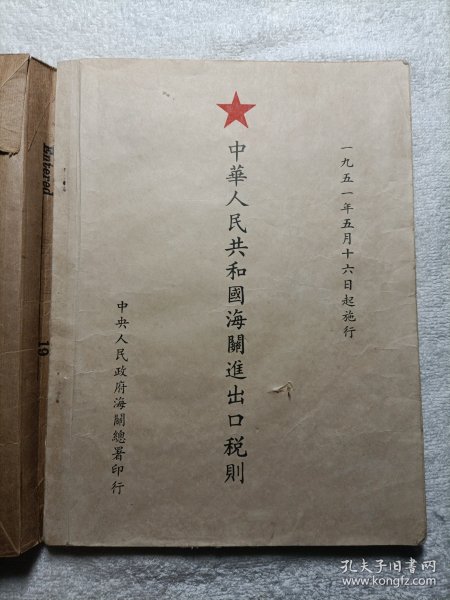 一九五一年五月十六日起施行
中華人民共和國海關進出口稅則
中央人民政府海關總署印行
Entered
19
孔夫子旧书网
www.kongfz.com